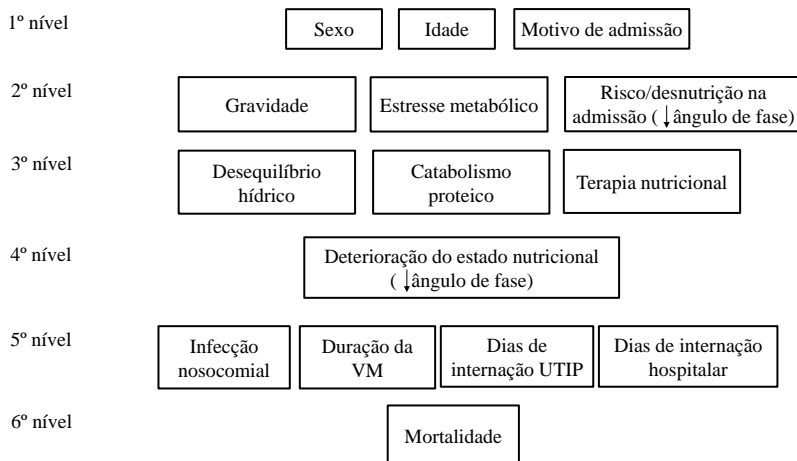 1º nível
Sexo
Idade
Motivo de admissão
2º nível
Gravidade
Estresse metabólico
Risco/desnutrição na
admissão (↓ângulo de fase)
3º nível
Desequilíbrio
hídrico
Catabolismo
proteico
Terapia nutricional
4º nível
Deterioração do estado nutricional
(↓ângulo de fase)
5º nível
Infecção
nosocomial
Duração da
VM
Dias de
internação UTIP
Dias de internação
hospitalar
6º nível
Mortalidade